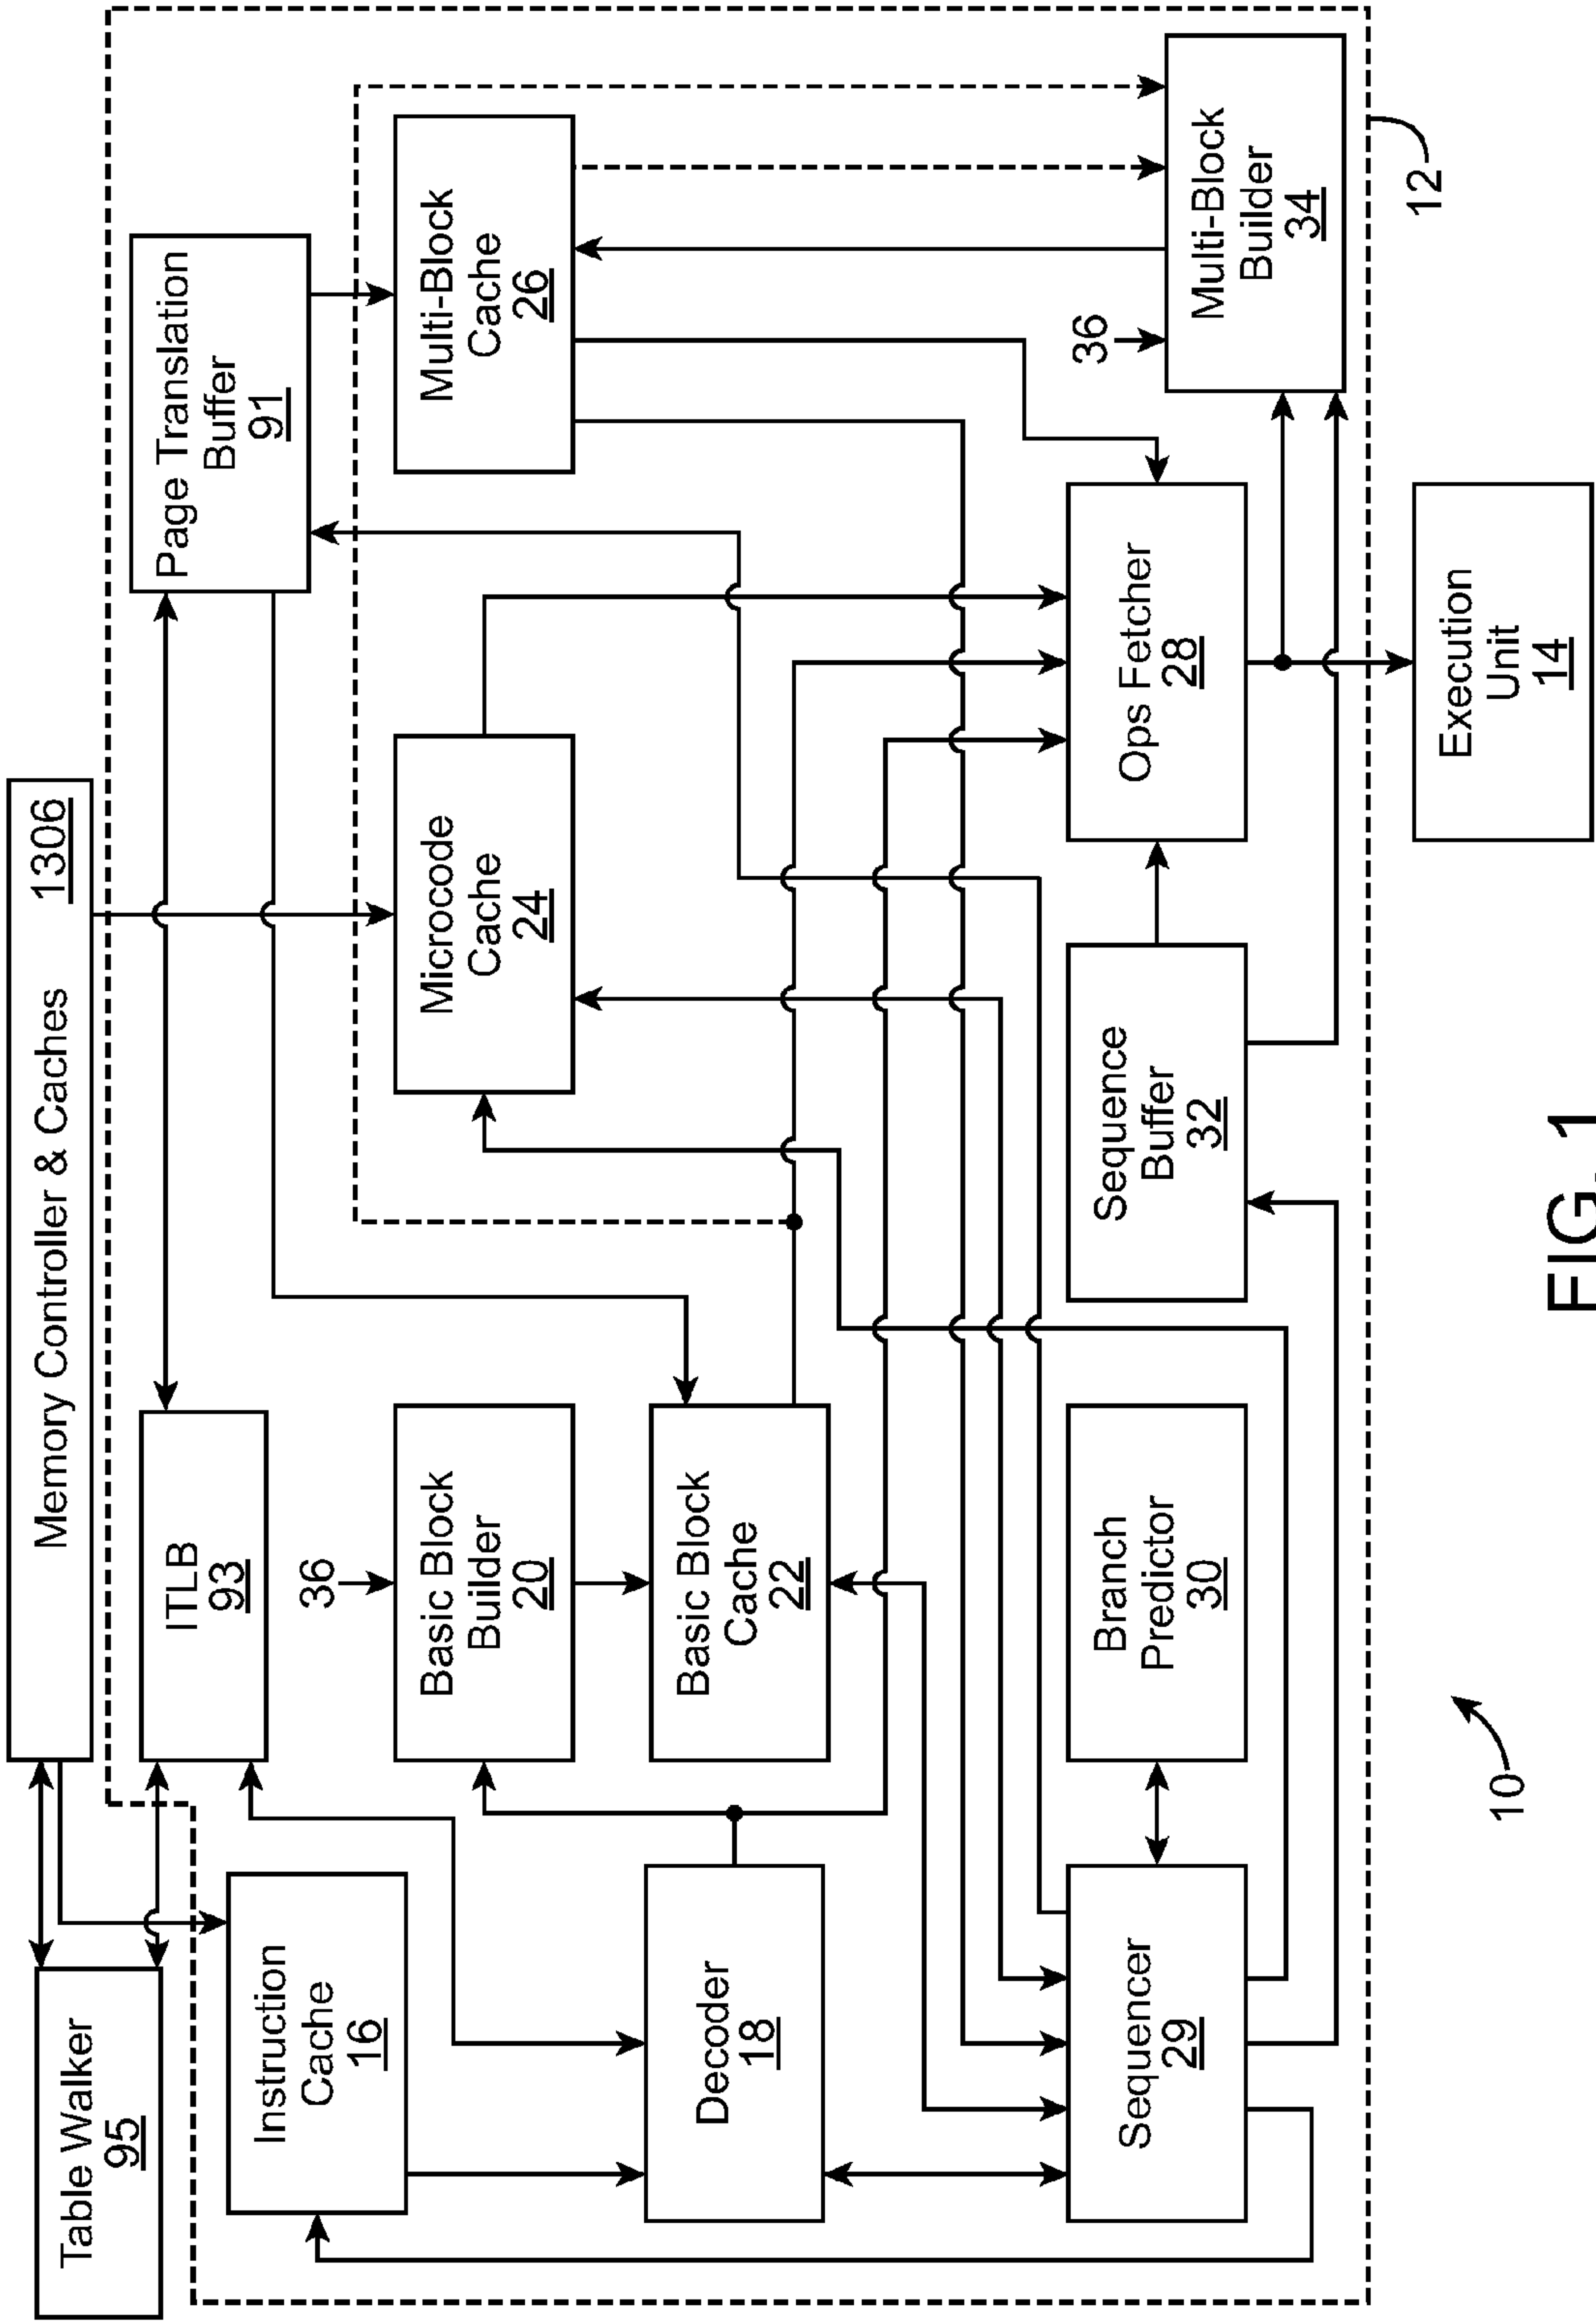 Memory Controller & Caches
1306
Table Walker
95
ITLB
93
Page Translation
Buffer
91
Instruction
Cache
16
36
Basic Block
Builder
20
Microcode
Cache
24
Multi-Block
Cache
26
Decoder
18
Basic Block
Cache
22
Sequencer
29
Branch
Predictor
30
Sequence
Buffer
32
Ops Fetcher
28
36
Multi-Block
Builder
34
Execution
Unit
14
12
10
FIG. 1